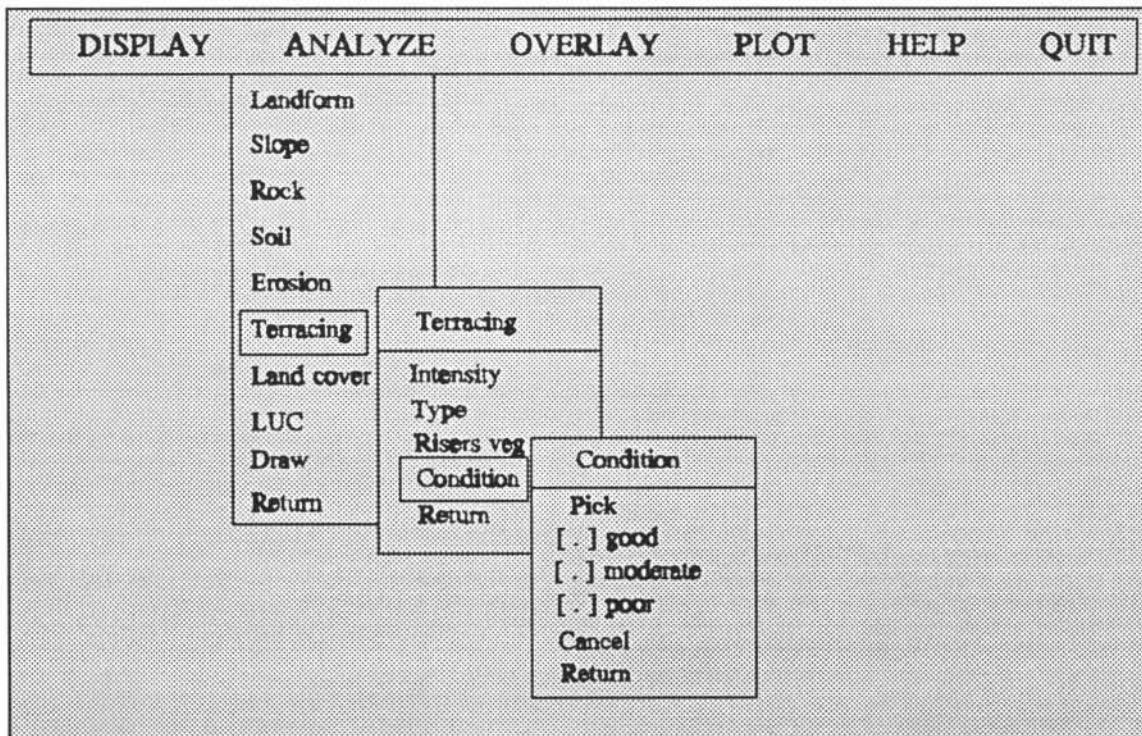 DISPLAY ANALYZE OVERLAY PLOT HELP QUIT
Landform
Slope
Rock
Soil
Erosion
Terracing
Land cover
LUC
Draw
Return
Terracing
Intensity
Type
Risers veg
Condition
Return
Condition
Pick
[ . ] good
[ . ] moderate
[ . ] poor
Cancel
Return